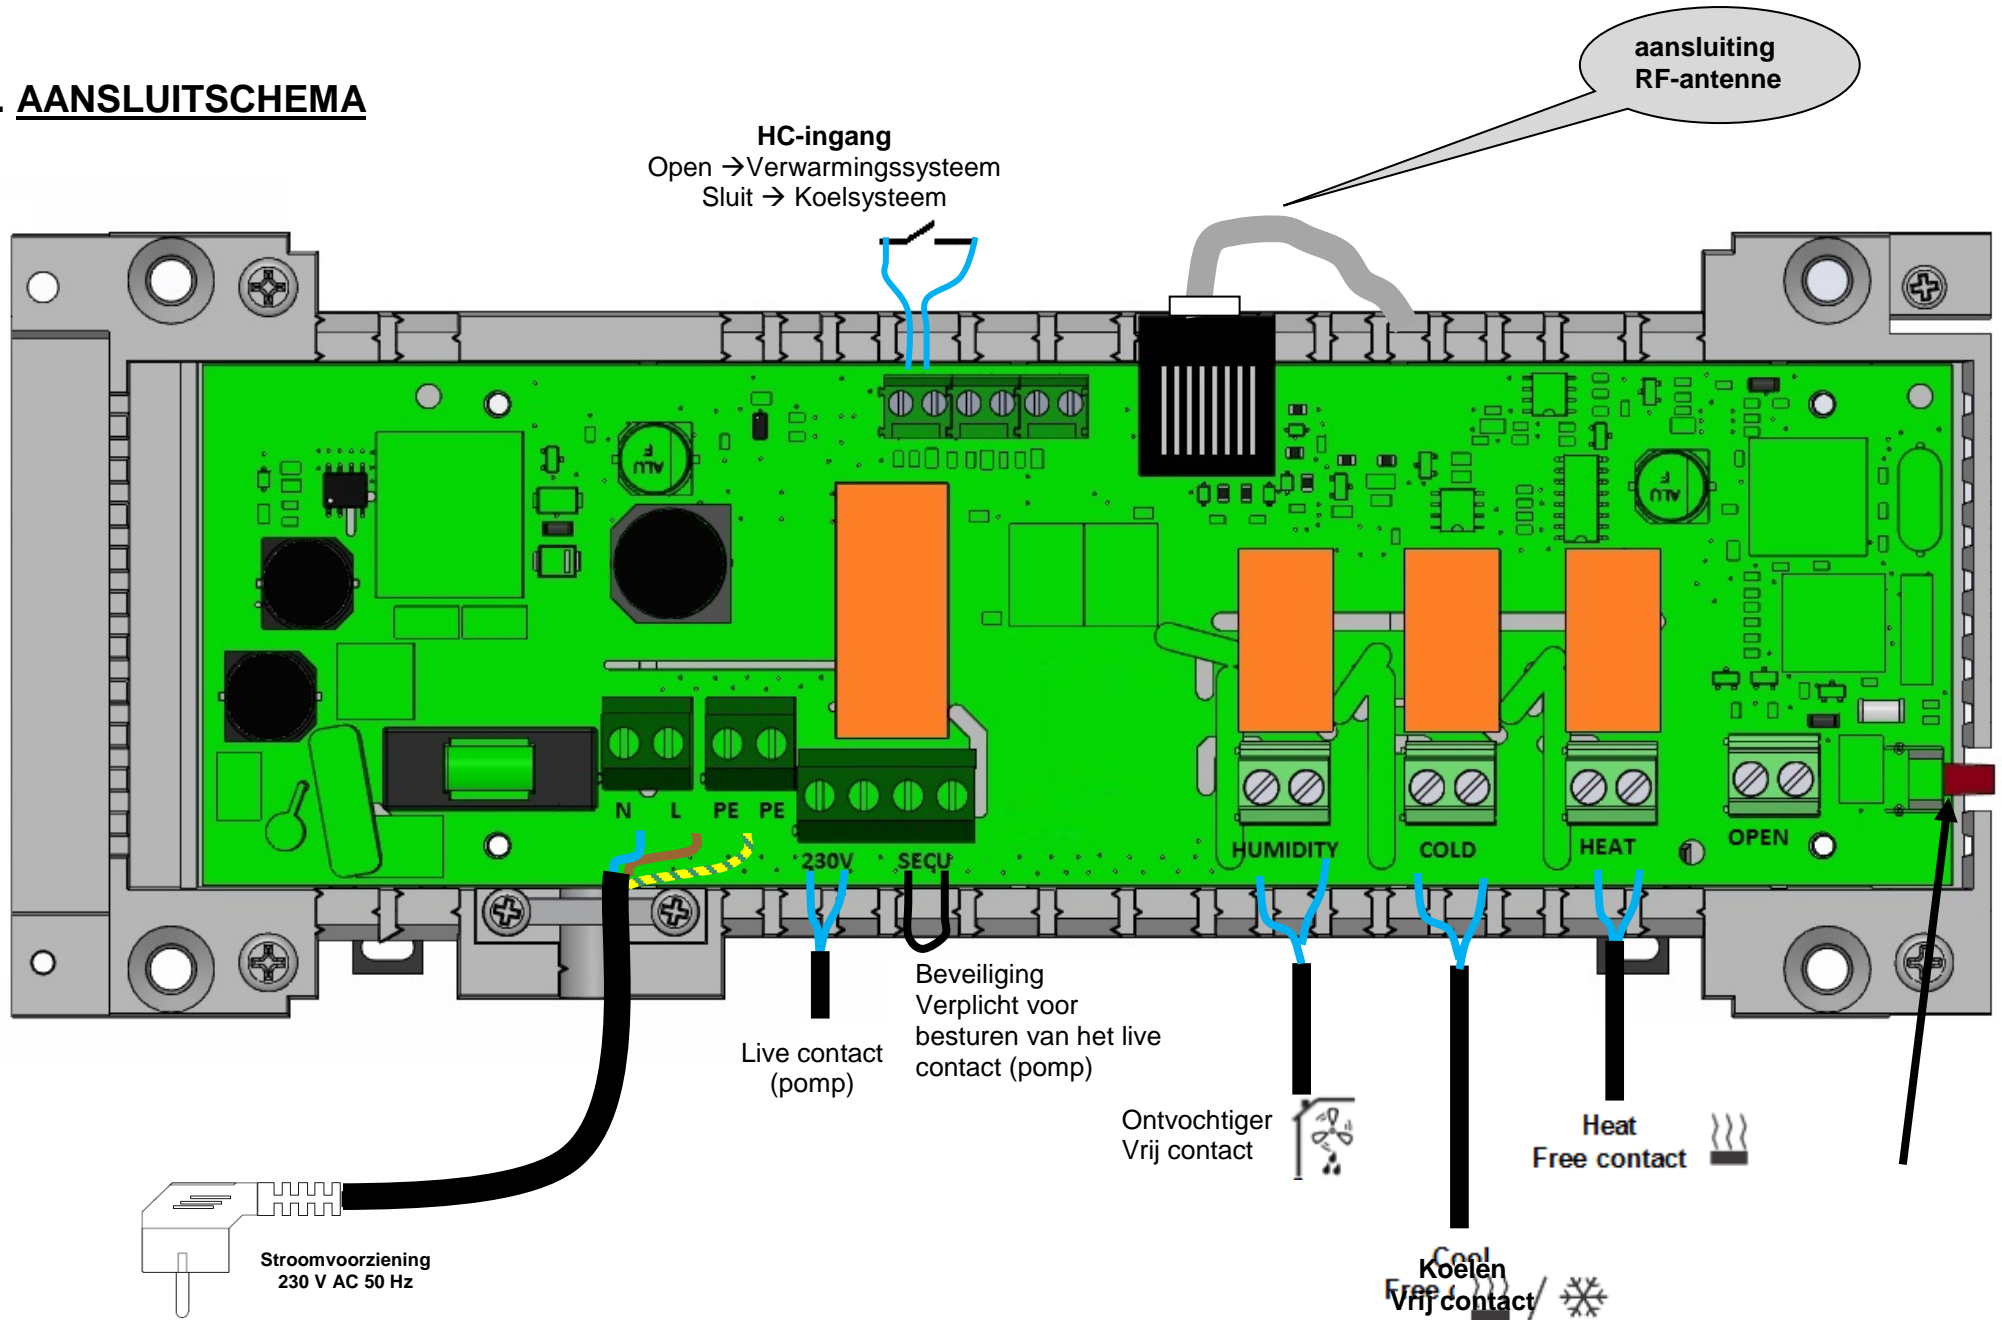 . AANSLUITSCHEMA
aansluiting
RF-antenne
HC-ingang
Open →Verwarmingssysteem
Sluit → Koelsysteem
N L PE PE
230V SECU
HUMIDITY
COLD
HEAT
OPEN
Live contact
(pomp)
Beveiliging
Verplicht voor
besturen van het live
contact (pomp)
Ontvochtiger
Vrij contact
Heat
Free contact
Stroomvoorziening
230 V AC 50 Hz
Cool
Free
Koelen
Vrij contact
/